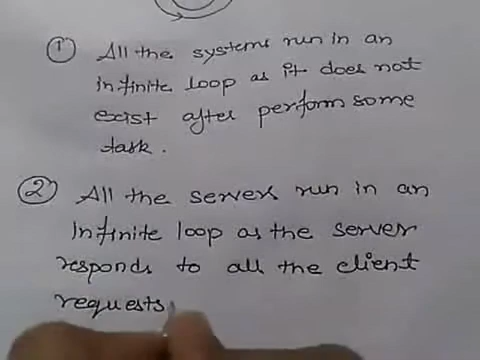 ① All the systems run in an
infinite loop as it does not
exist after perform some
task.
② All the servers run in an
infinite loop as the server
responds to all the client
requests